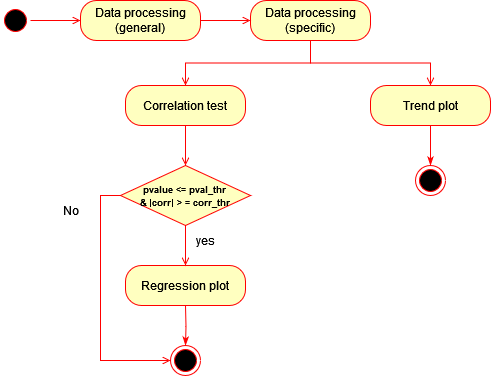 Data processing
(general)
Data processing
(specific)
Correlation test
Trend plot
pvalue <= pval_thr
& |corr| > = corr_thr
No
yes
Regression plot